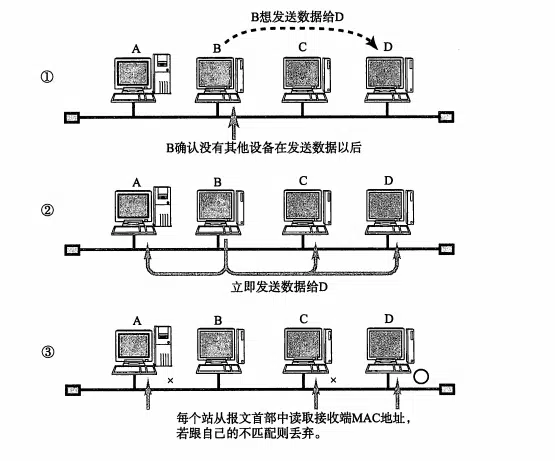 B想发送数据给D
A B C D
①
B确认没有其他设备在发送数据以后
A B C D
②
立即发送数据给D
A B C D
③
× ×
每个站从报文首部中读取接收端MAC地址，
若跟自己的不匹配则丢弃。